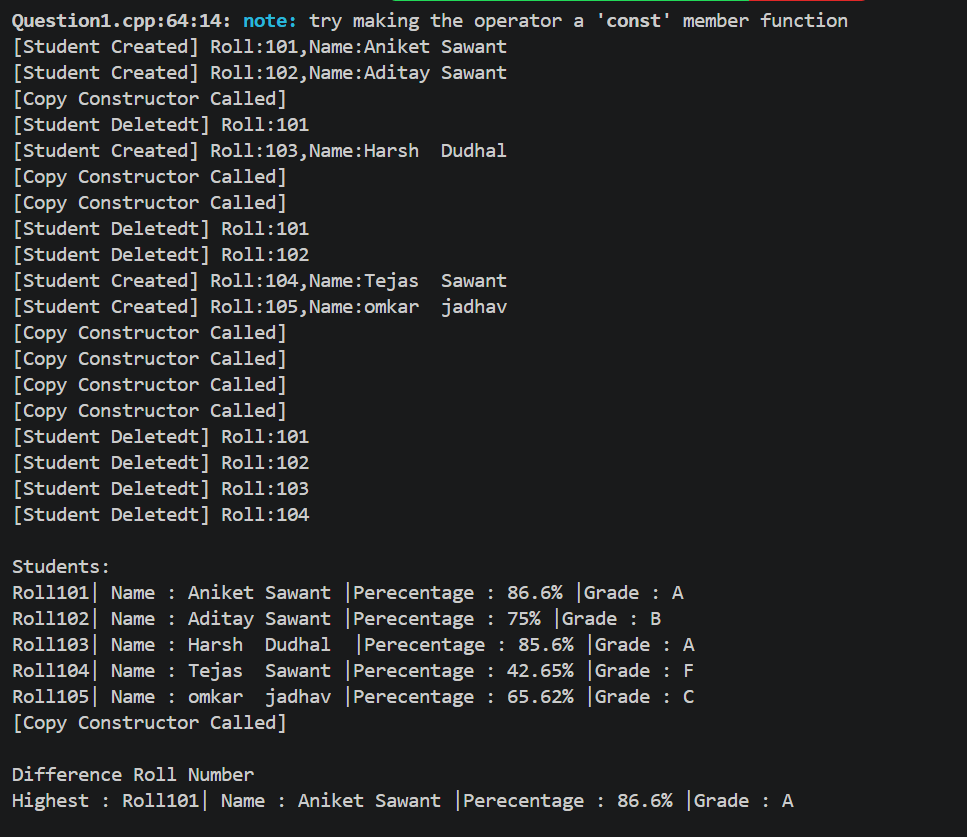 Question1.cpp:64:14: note: try making the operator a 'const' member function
[Student Created] Roll:101,Name:Aniket Sawant
[Student Created] Roll:102,Name:Aditay Sawant
[Copy Constructor Called]
[Student Deletedt] Roll:101
[Student Created] Roll:103,Name:Harsh  Dudhal
[Copy Constructor Called]
[Copy Constructor Called]
[Student Deletedt] Roll:101
[Student Deletedt] Roll:102
[Student Created] Roll:104,Name:Tejas  Sawant
[Student Created] Roll:105,Name:omkar  jadhav
[Copy Constructor Called]
[Copy Constructor Called]
[Copy Constructor Called]
[Copy Constructor Called]
[Student Deletedt] Roll:101
[Student Deletedt] Roll:102
[Student Deletedt] Roll:103
[Student Deletedt] Roll:104
Students:
Roll101| Name : Aniket Sawant |Perecentage : 86.6% |Grade : A
Roll102| Name : Aditay Sawant |Perecentage : 75% |Grade : B
Roll103| Name : Harsh  Dudhal  |Perecentage : 85.6% |Grade : A
Roll104| Name : Tejas  Sawant |Perecentage : 42.65% |Grade : F
Roll105| Name : omkar  jadhav |Perecentage : 65.62% |Grade : C
[Copy Constructor Called]
Difference Roll Number
Highest : Roll101| Name : Aniket Sawant |Perecentage : 86.6% |Grade : A